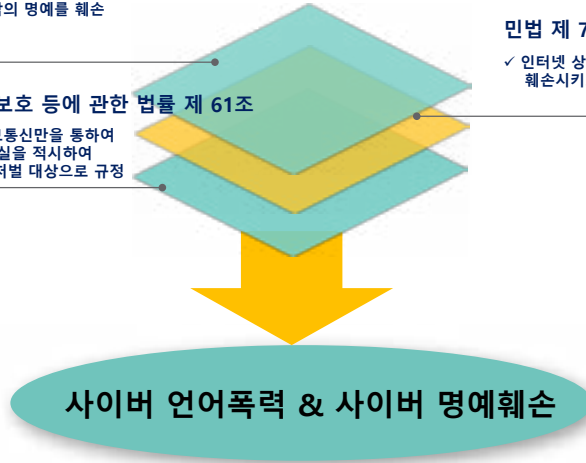 의 명예를 훼손
민법 제 7
✓ 인터넷 상
훼손시키
보호 등에 관한 법률 제 61조
통신만을 통하여
실을 적시하여
처벌 대상으로 규정
사이버 언어폭력 & 사이버 명예훼손